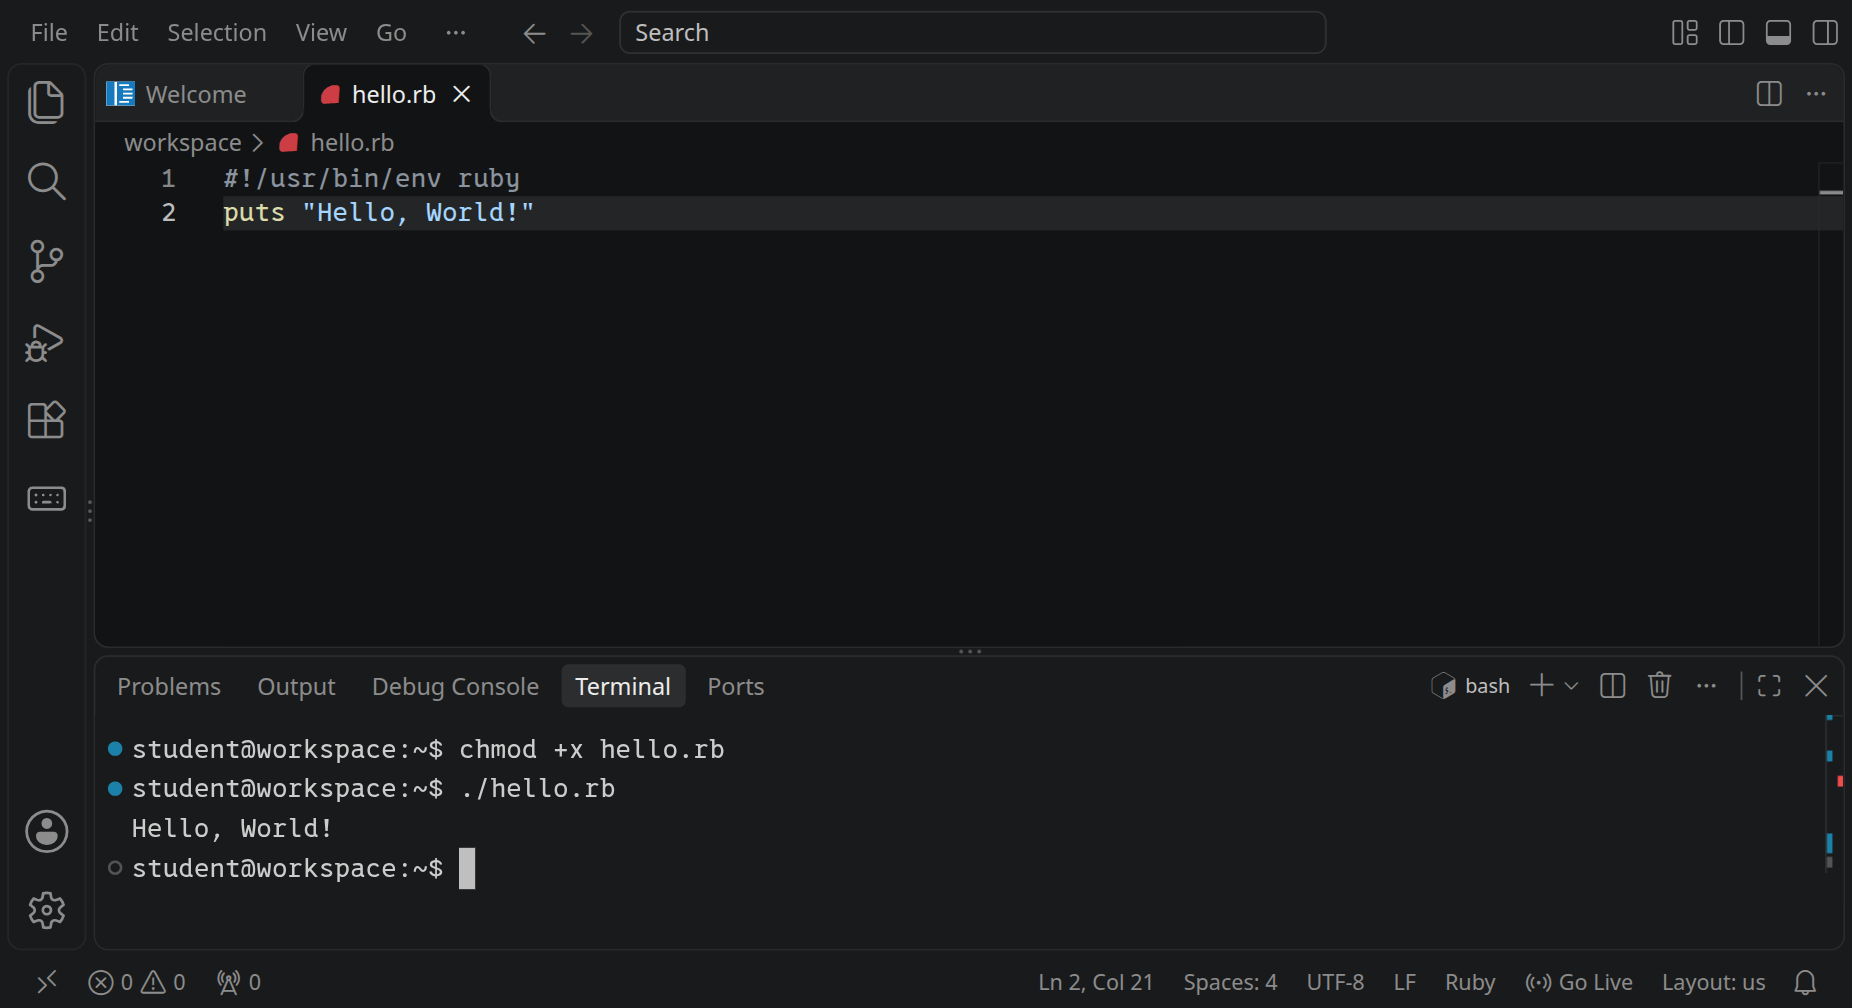 File Edit Selection View Go ··· Search
Welcome hello.rb
workspace > hello.rb
1 #!/usr/bin/env ruby
2 puts "Hello, World!"
Problems Output Debug Console Terminal Ports bash
student@workspace:~$ chmod +x hello.rb
student@workspace:~$ ./hello.rb
Hello, World!
student@workspace:~$
0 0 0 Ln 2, Col 21 Spaces: 4 UTF-8 LF Ruby Go Live Layout: us